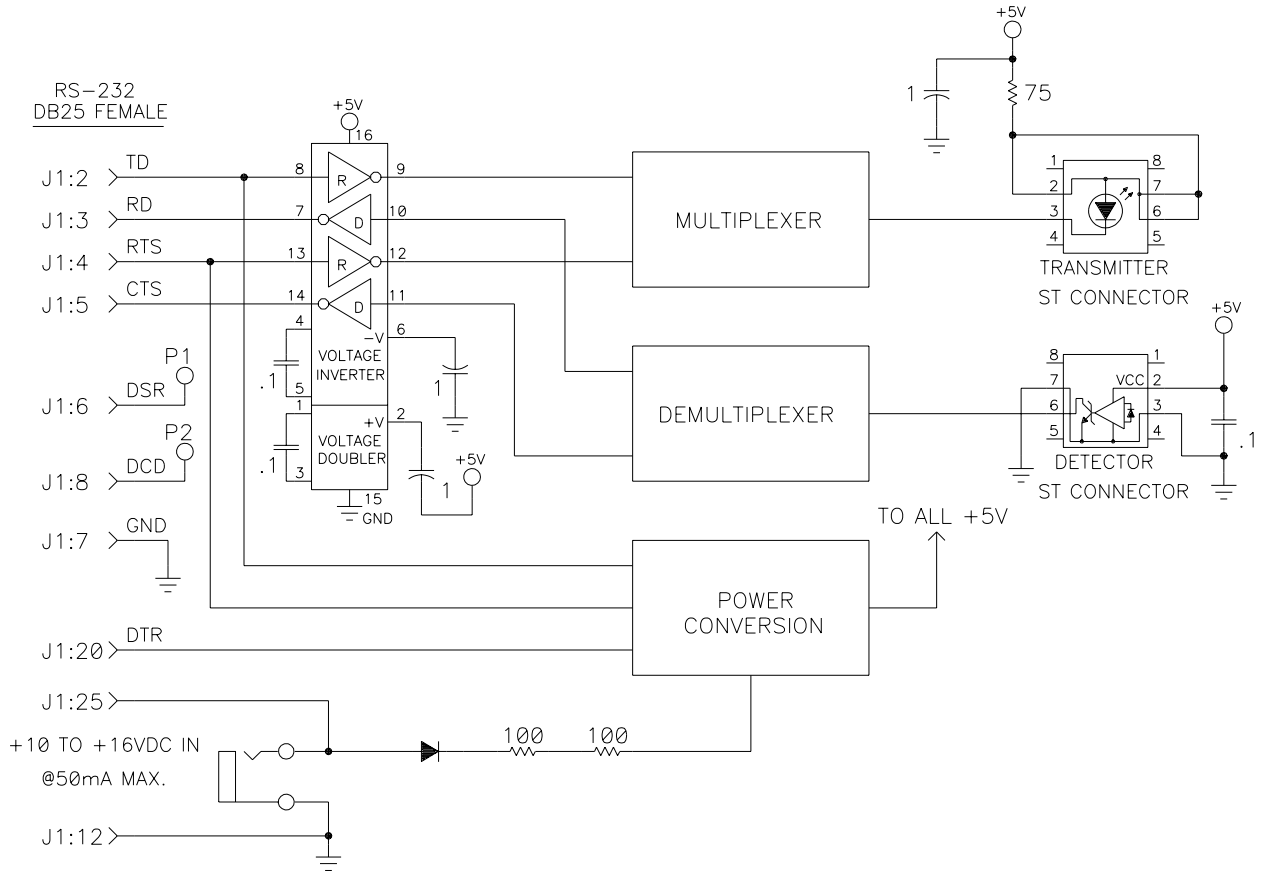 +5V
1
75
RS-232
DB25 FEMALE
+5V
16
J1:2
TD
8
R
9
J1:3
RD
7
D
10
J1:4
RTS
13
R
12
J1:5
CTS
14
D
11
MULTIPLEXER
1
2
3
4
8
7
6
5
TRANSMITTER
ST CONNECTOR
4
.1
5
-V
6
VOLTAGE
INVERTER
1
1
.1
3
+V
2
VOLTAGE
DOUBLER
1
+5V
15
GND
P1
DSR
J1:6
P2
DCD
J1:8
GND
J1:7
DEMULTIPLEXER
+5V
8
7
6
5
VCC
1
2
3
4
.1
DETECTOR
ST CONNECTOR
TO ALL +5V
POWER
CONVERSION
DTR
J1:20
J1:25
+10 TO +16VDC IN
@50mA MAX.
100
100
J1:12